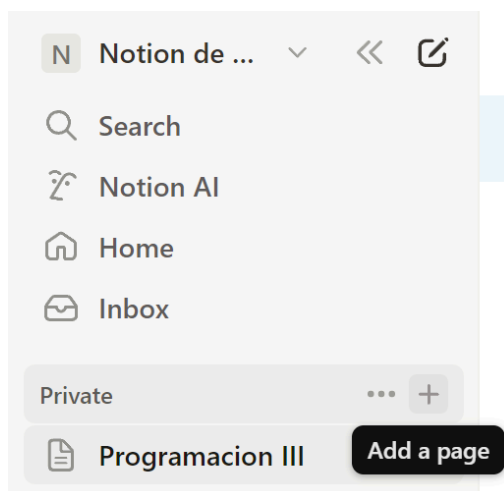 N Notion de ...
Search
Notion AI
Home
Inbox
Private
Add a page
Programacion III